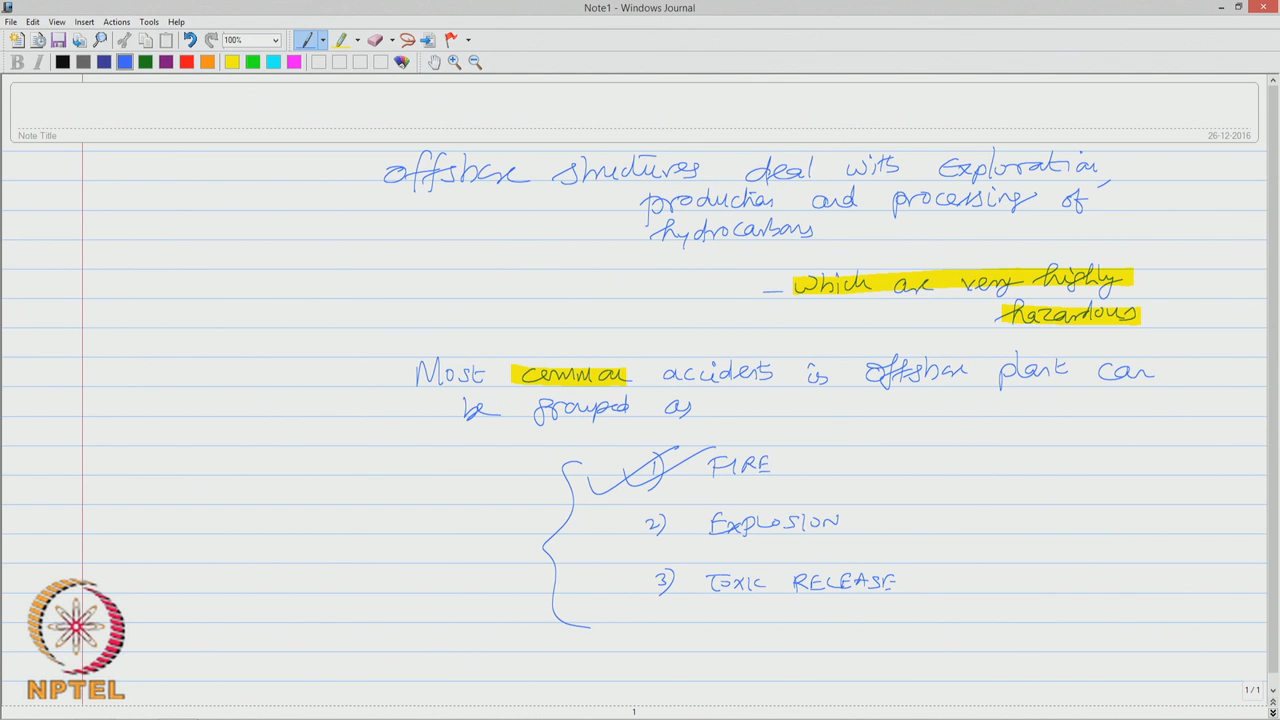 Note1 - Windows Journal
File Edit View Insert Actions Tools Help
100%
B I
Note Title
26-12-2016
offshore structures deal with Exploration,
production and processing of
hydrocarbons
– which are very highly
hazardous
Most common accidents in offshore plant can
be grouped as
1) FIRE
2) EXPLOSION
3) TOXIC RELEASE
NPTEL
1 / 1
1